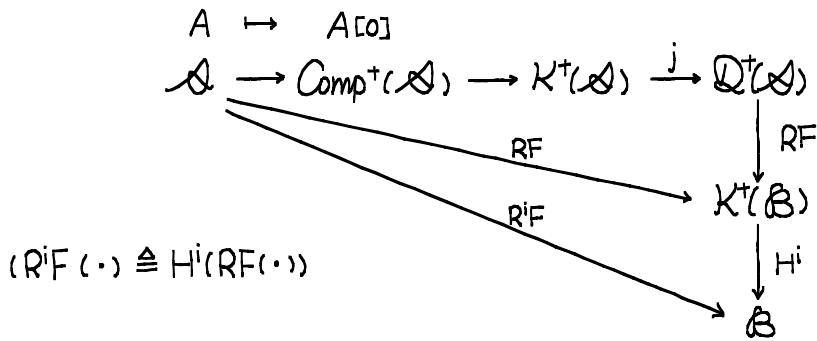 A ↦ A[0]
𝒜 → Comp⁺(𝒜) → K⁺(𝒜) j→ D⁺(𝒜)
RF
RF
K⁺(ℬ)
RⁱF
(RⁱF(·) ≜ Hⁱ(RF(·))
Hⁱ
ℬ